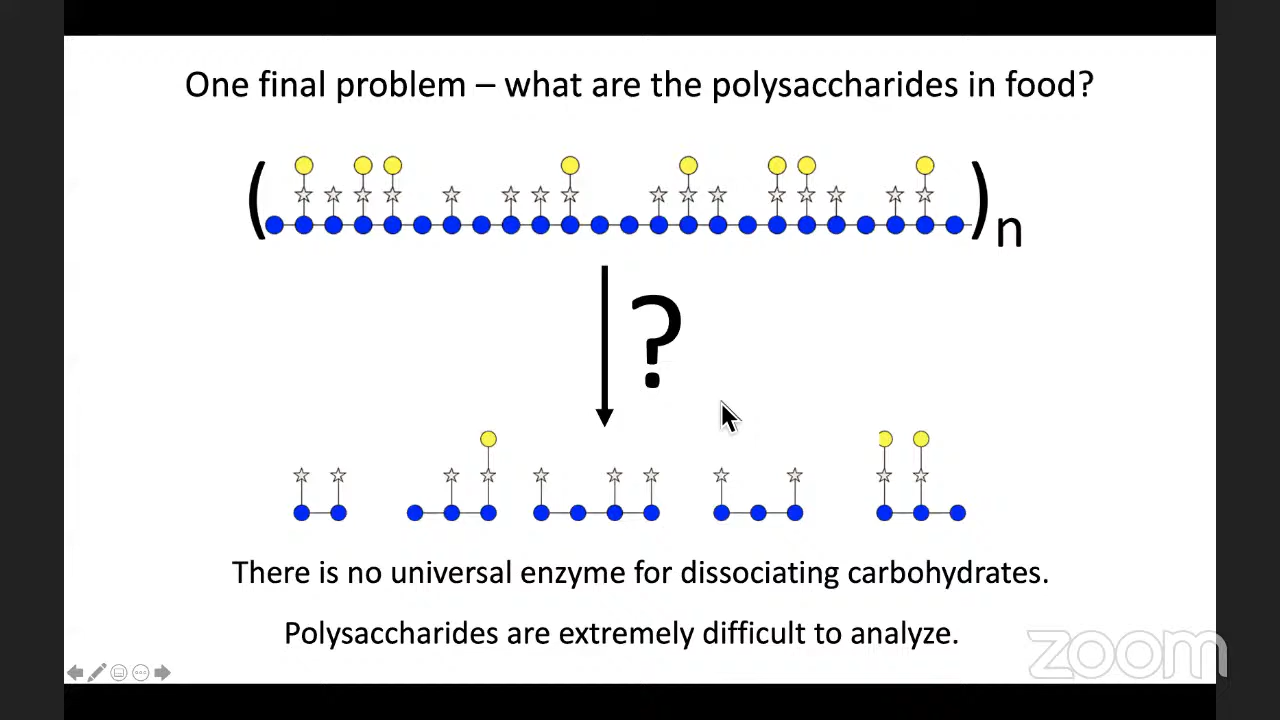 One final problem – what are the polysaccharides in food?
( ) n
?
There is no universal enzyme for dissociating carbohydrates.
Polysaccharides are extremely difficult to analyze.
zoom